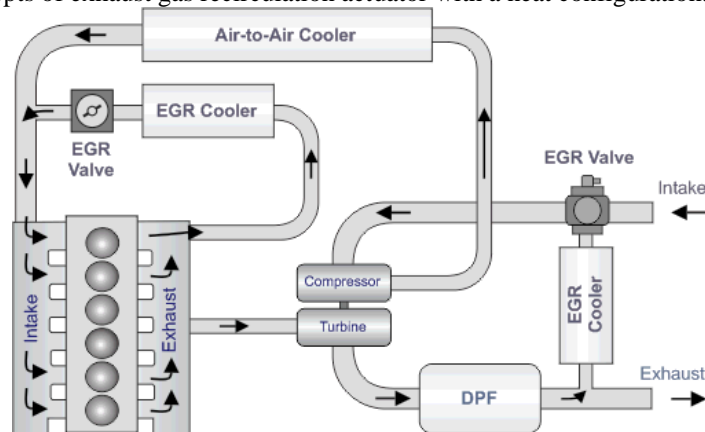 pts of exhaust gas recirculation actuator with a heat configuration.
Air-to-Air Cooler
EGR Cooler
EGR
Valve
EGR Valve
Intake
Compressor
Turbine
EGR
Cooler
Intake
Exhaust
DPF
Exhaust